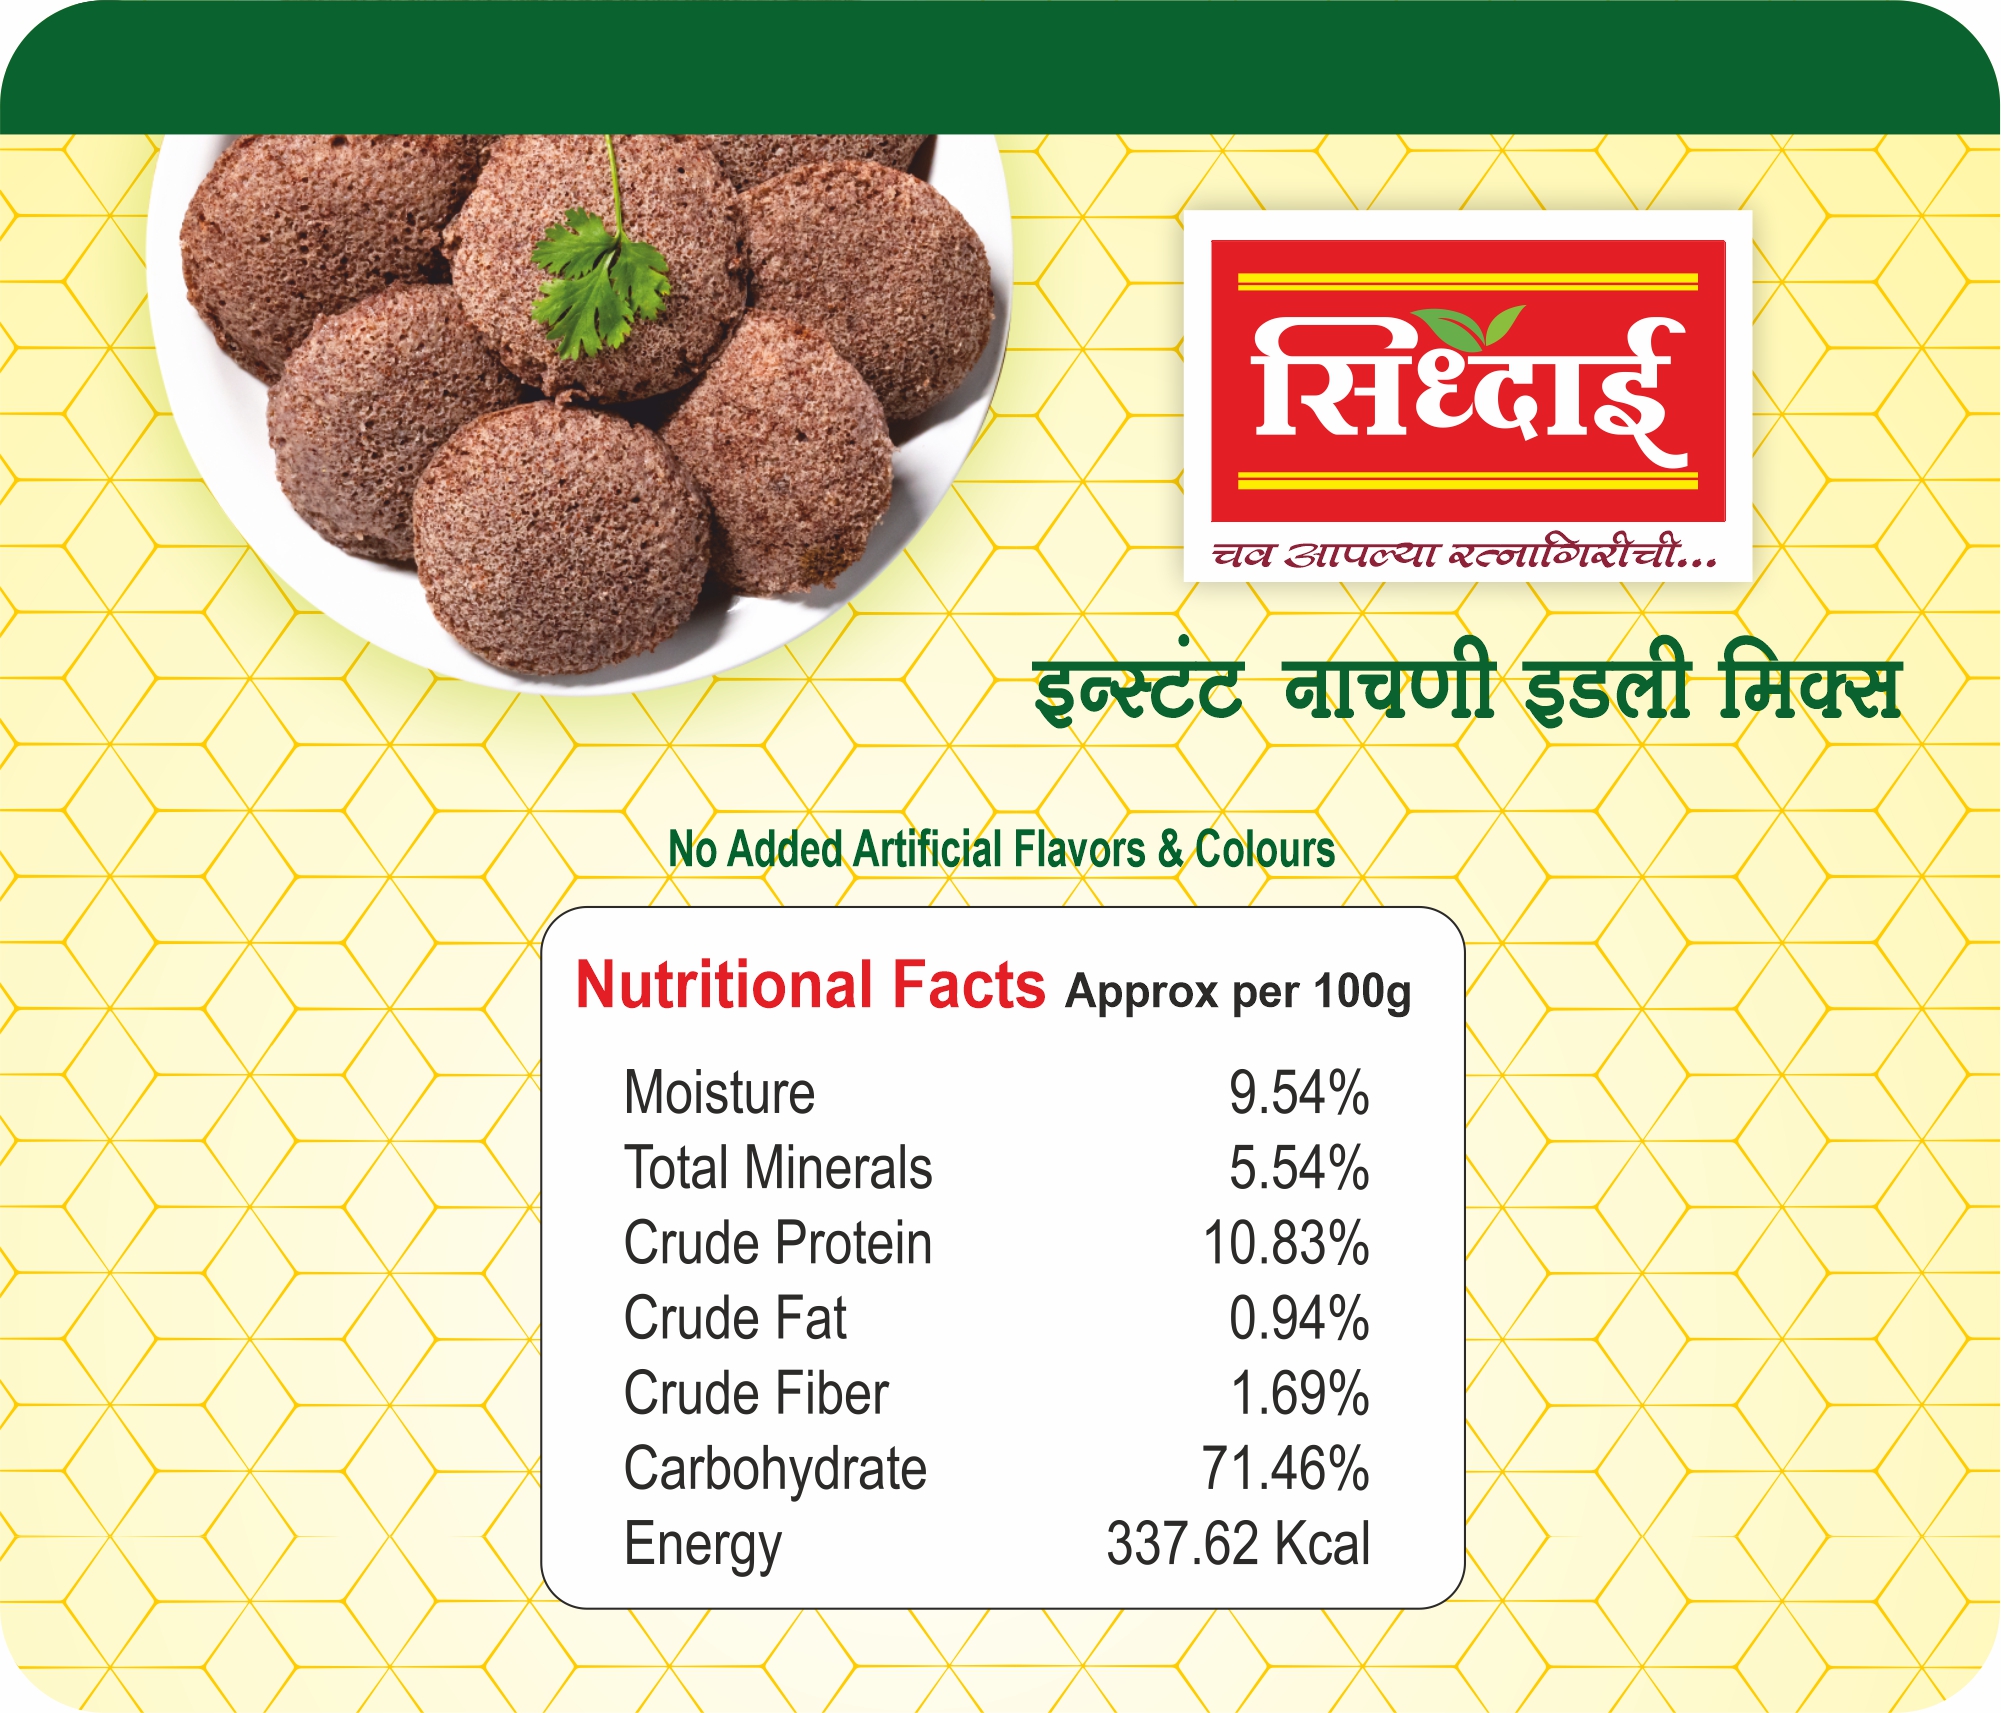 सिध्दाई
चव आपल्या रत्नागिरीची...
इन्स्टंट नाचणी इडली मिक्स
No Added Artificial Flavors & Colours
Nutritional Facts Approx per 100g
Moisture 9.54%
Total Minerals 5.54%
Crude Protein 10.83%
Crude Fat 0.94%
Crude Fiber 1.69%
Carbohydrate 71.46%
Energy 337.62 Kcal